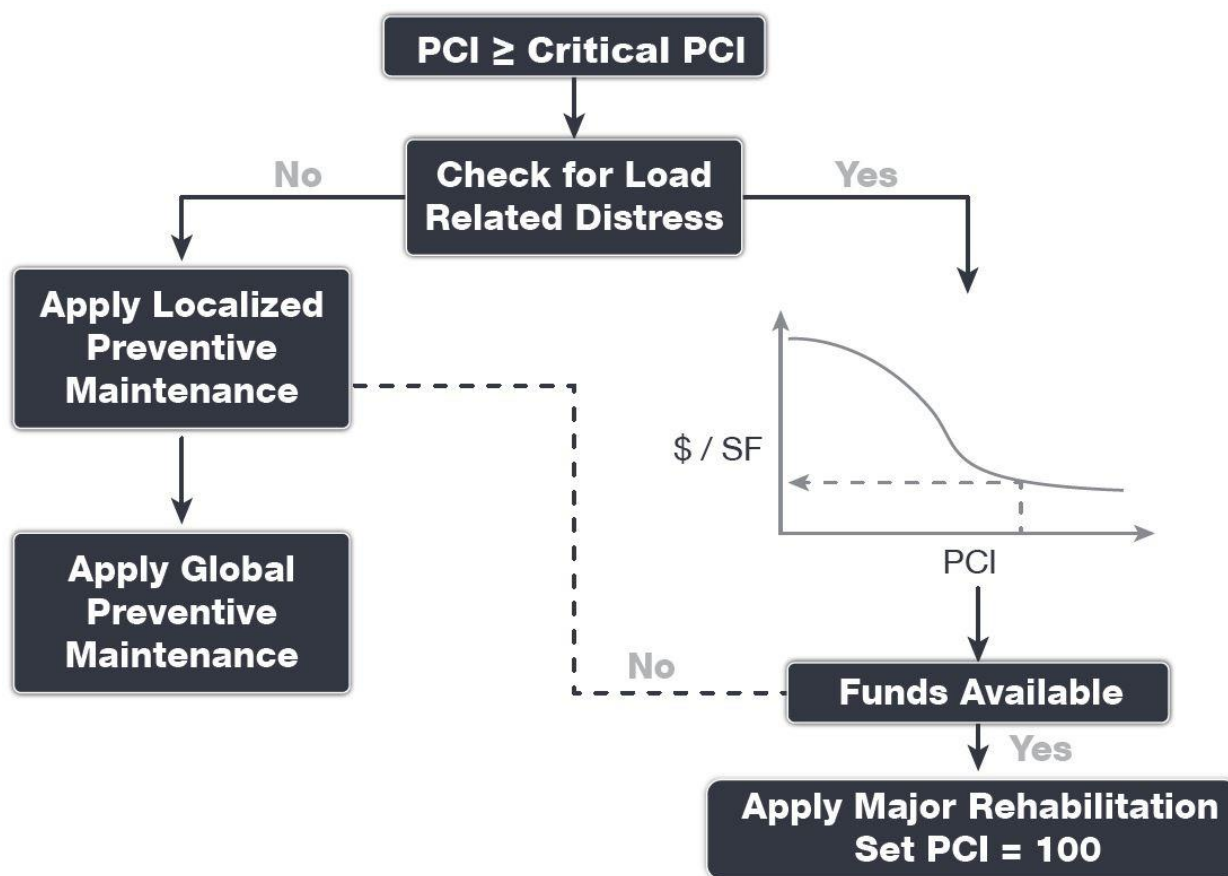 PCI ≥ Critical PCI
Check for Load
Related Distress
No
Yes
Apply Localized
Preventive
Maintenance
$ / SF
PCI
Apply Global
Preventive
Maintenance
No
Funds Available
Yes
Apply Major Rehabilitation
Set PCI = 100